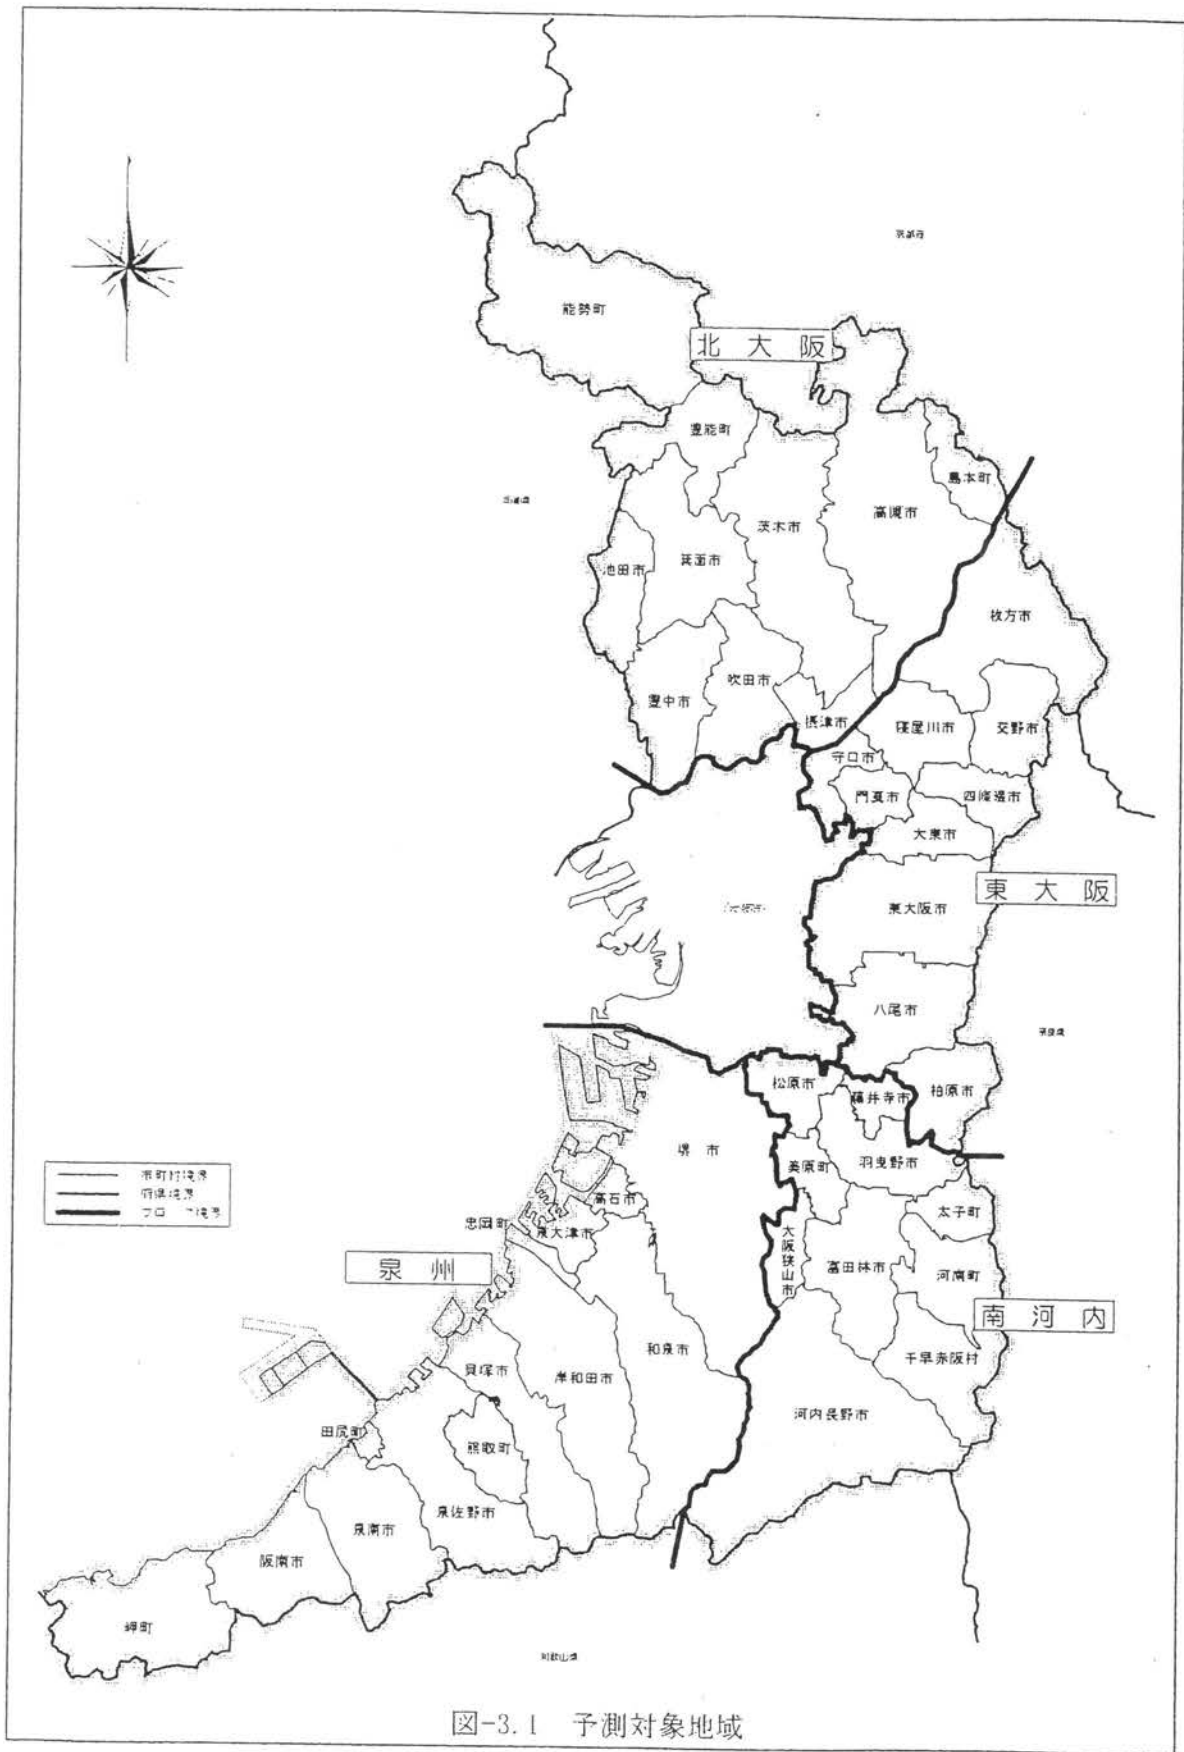 京都府
能勢町
北大阪
豊能町
島本町
高槻市
茨木市
箕面市
池田市
枚方市
吹田市
豊中市
摂津市
寝屋川市
交野市
守口市
門真市
四條畷市
大東市
東大阪
東大阪市
八尾市
奈良県
松原市
藤井寺市
柏原市
堺市
美原町
羽曳野市
市町村境界
府県境界
ブロック境界
高石市
太子町
忠岡町
泉大津市
大阪狭山市
泉州
富田林市
河南町
南河内
和泉市
千早赤阪村
貝塚市
岸和田市
河内長野市
田尻町
熊取町
泉佐野市
泉南市
阪南市
岬町
和歌山県
図-3.1 予測対象地域